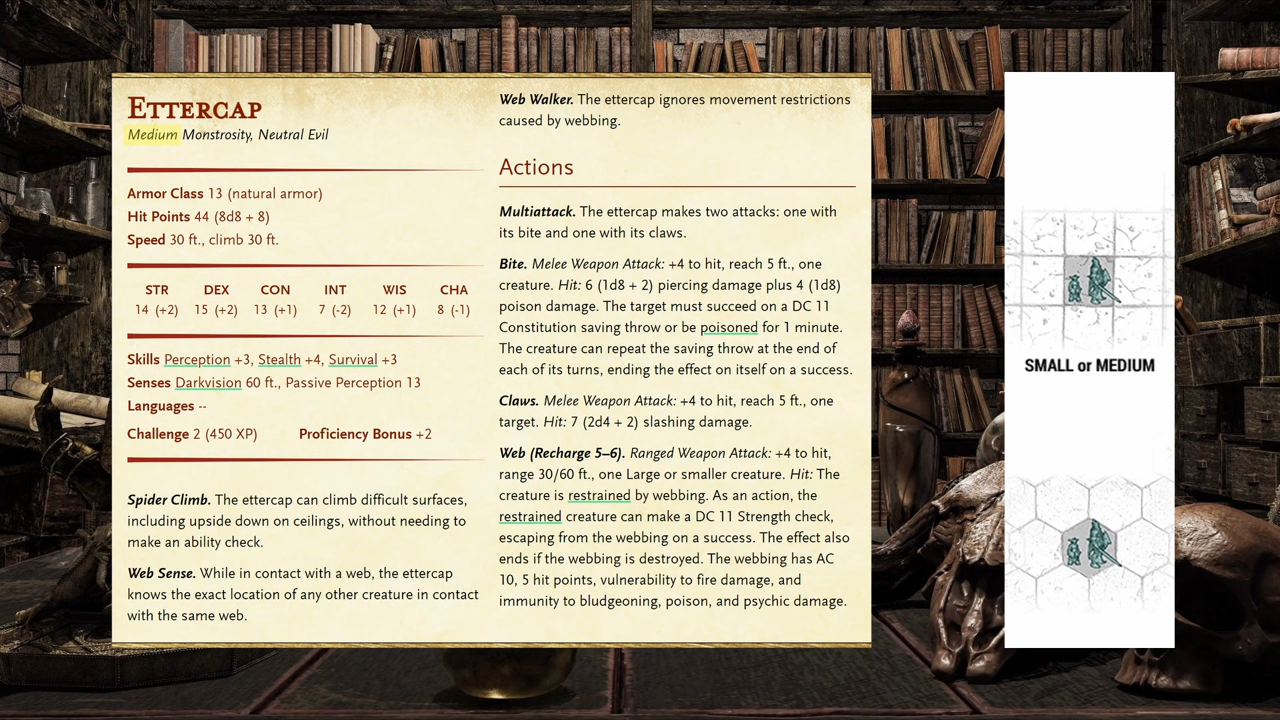 Ettercap
Medium Monstrosity, Neutral Evil
Armor Class 13 (natural armor)
Hit Points 44 (8d8 + 8)
Speed 30 ft., climb 30 ft.
STR DEX CON INT WIS CHA
14 (+2) 15 (+2) 13 (+1) 7 (-2) 12 (+1) 8 (-1)
Skills Perception +3, Stealth +4, Survival +3
Senses Darkvision 60 ft., Passive Perception 13
Languages --
Challenge 2 (450 XP) Proficiency Bonus +2
Spider Climb. The ettercap can climb difficult surfaces,
including upside down on ceilings, without needing to
make an ability check.
Web Sense. While in contact with a web, the ettercap
knows the exact location of any other creature in contact
with the same web.
Web Walker. The ettercap ignores movement restrictions
caused by webbing.
Actions
Multiattack. The ettercap makes two attacks: one with
its bite and one with its claws.
Bite. Melee Weapon Attack: +4 to hit, reach 5 ft., one
creature. Hit: 6 (1d8 + 2) piercing damage plus 4 (1d8)
poison damage. The target must succeed on a DC 11
Constitution saving throw or be poisoned for 1 minute.
The creature can repeat the saving throw at the end of
each of its turns, ending the effect on itself on a success.
Claws. Melee Weapon Attack: +4 to hit, reach 5 ft., one
target. Hit: 7 (2d4 + 2) slashing damage.
Web (Recharge 5–6). Ranged Weapon Attack: +4 to hit,
range 30/60 ft., one Large or smaller creature. Hit: The
creature is restrained by webbing. As an action, the
restrained creature can make a DC 11 Strength check,
escaping from the webbing on a success. The effect also
ends if the webbing is destroyed. The webbing has AC
10, 5 hit points, vulnerability to fire damage, and
immunity to bludgeoning, poison, and psychic damage.
SMALL or MEDIUM